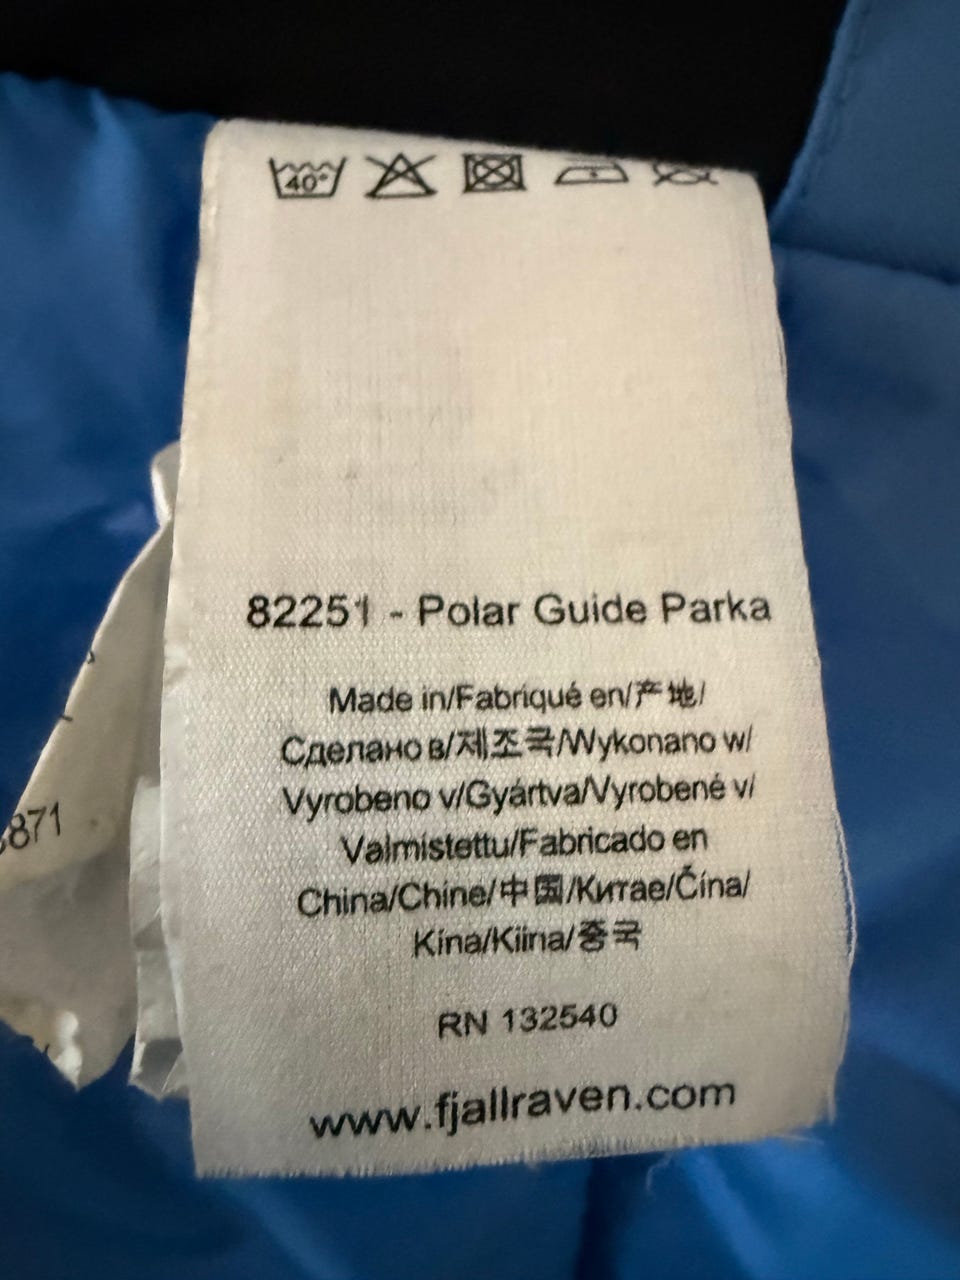 40°
82251 - Polar Guide Parka
Made in/Fabriqué en/产地/
Сделано в/제조국/Wykonano w/
Vyrobeno v/Gyártva/Vyrobené v/
Valmistettu/Fabricado en
China/Chine/中国/Китае/Čína/
Kína/Kiina/중국
RN 132540
www.fjallraven.com
871